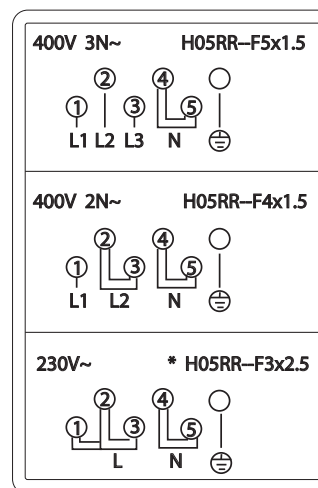 400V 3N~ H05RR--F5x1.5
2 4
1 3 5
L1 L2 L3 N
400V 2N~ H05RR--F4x1.5
2 4
1 3 5
L1 L2 N
230V~ * H05RR--F3x2.5
2 4
1 3 5
L N